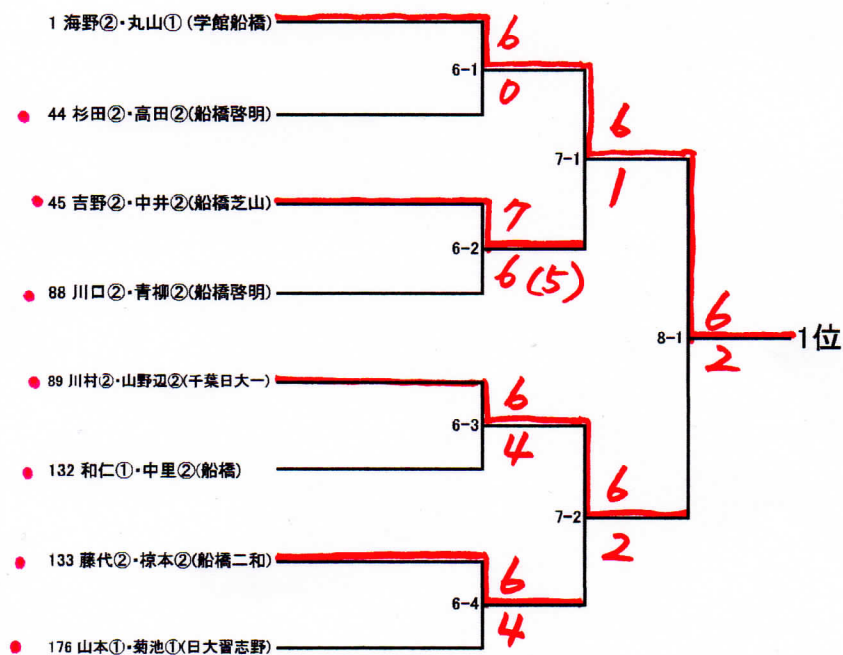 1 海野②・丸山① (学館船橋)
6
6-1
0
44 杉田②・高田②(船橋啓明)
6
7-1
1
45 吉野②・中井②(船橋芝山)
7
6-2
6(5)
88 川口②・青柳②(船橋啓明)
6
8-1
1位
2
89 川村②・山野辺②(千葉日大一)
6
6-3
4
132 和仁①・中里②(船橋)
6
7-2
2
133 藤代②・椋本②(船橋二和)
6
6-4
4
176 山本①・菊池①(日大習志野)